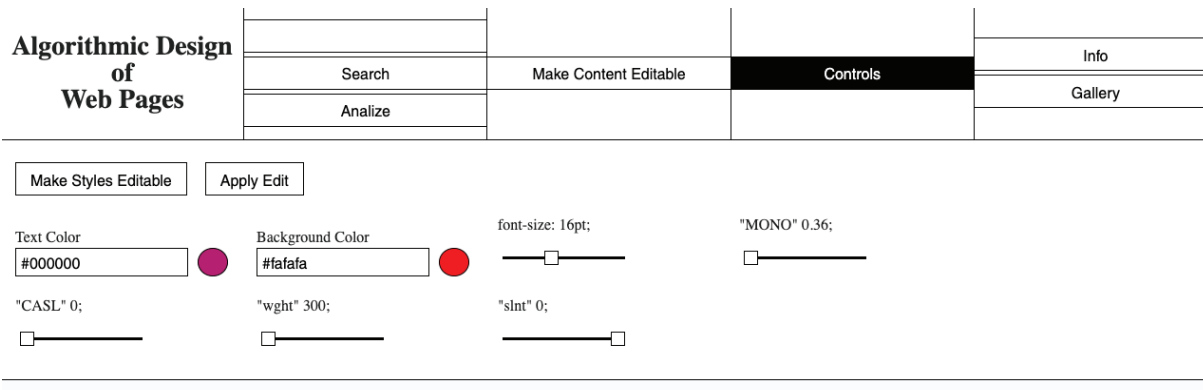 Algorithmic Design
of
Web Pages
Search
Analize
Make Content Editable
Controls
Info
Gallery
Make Styles Editable
Apply Edit
Text Color
#000000
Background Color
#fafafa
font-size: 16pt;
"MONO" 0.36;
"CASL" 0;
"wght" 300;
"slnt" 0;